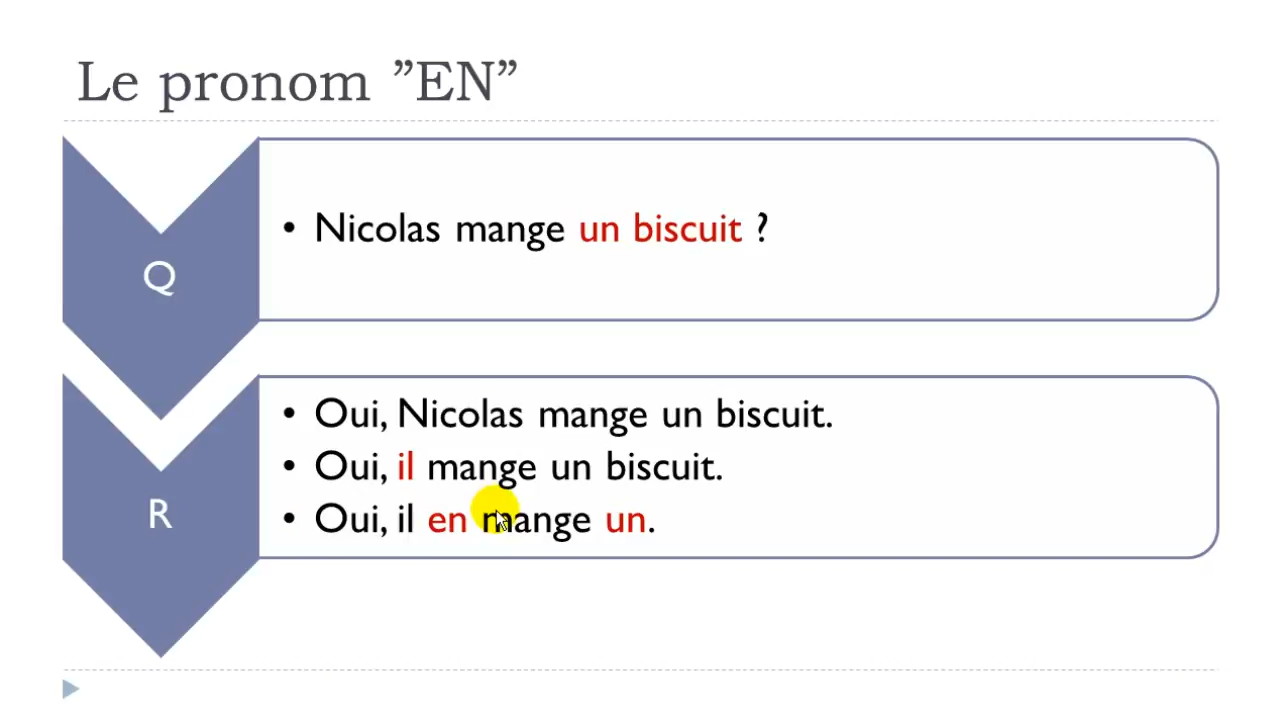 Le pronom ”EN”
Q
• Nicolas mange un biscuit ?
R
• Oui, Nicolas mange un biscuit.
• Oui, il mange un biscuit.
• Oui, il en mange un.